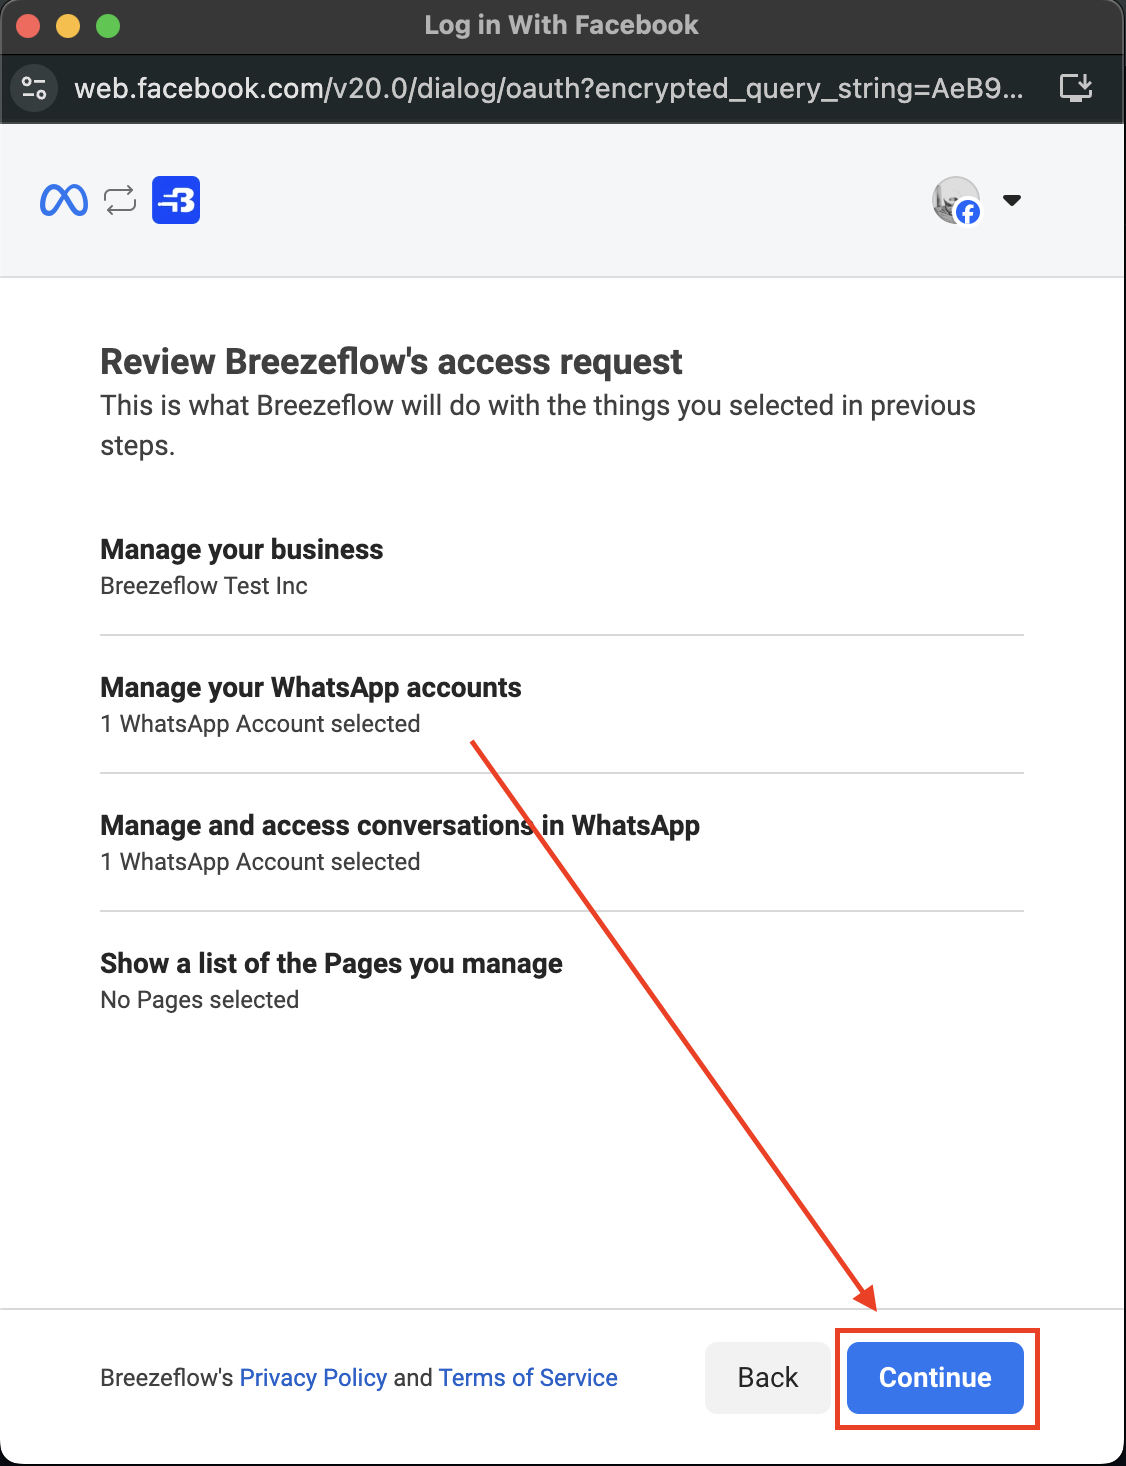 Log in With Facebook
web.facebook.com/v20.0/dialog/oauth?encrypted_query_string=AeB9...
Review Breezeflow's access request
This is what Breezeflow will do with the things you selected in previous
steps.
Manage your business
Breezeflow Test Inc
Manage your WhatsApp accounts
1 WhatsApp Account selected
Manage and access conversations in WhatsApp
1 WhatsApp Account selected
Show a list of the Pages you manage
No Pages selected
Breezeflow's Privacy Policy and Terms of Service
Back
Continue